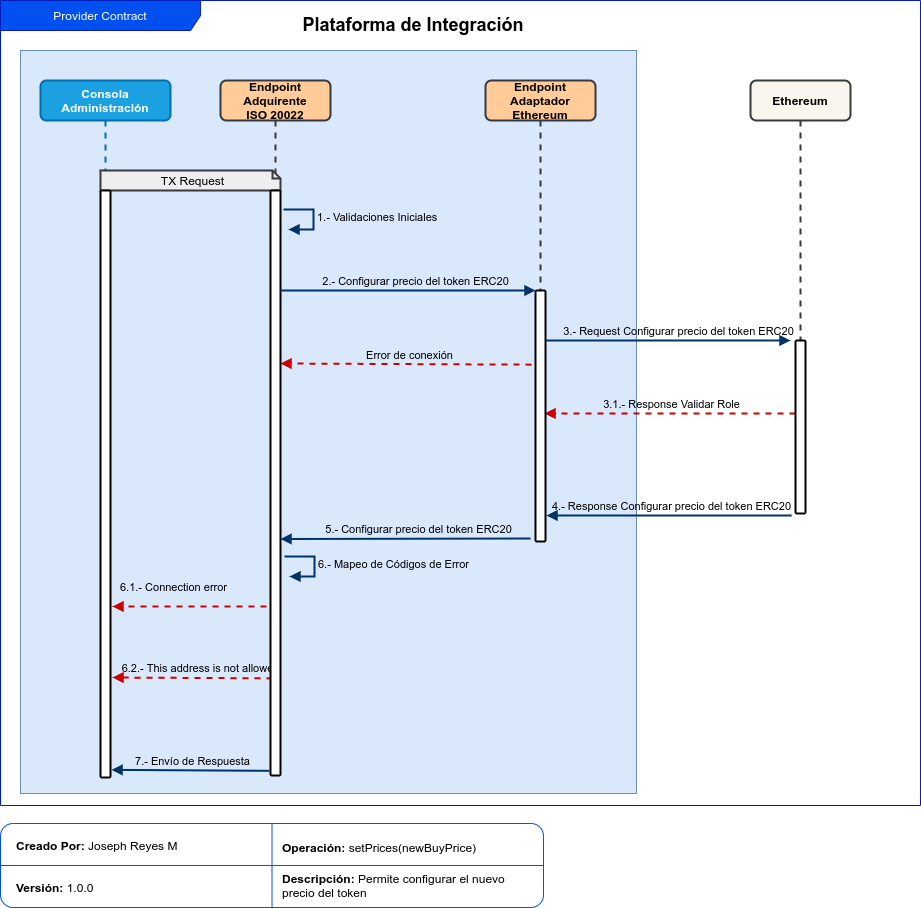 Provider Contract
Plataforma de Integración
Consola
Administración
Endpoint
Adquirente
ISO 20022
Endpoint
Adaptador
Ethereum
Ethereum
TX Request
1.- Validaciones Iniciales
2.- Configurar precio del token ERC20
3.- Request Configurar precio del token ERC20
Error de conexión
3.1.- Response Validar Role
4.- Response Configurar precio del token ERC20
5.- Configurar precio del token ERC20
6.- Mapeo de Códigos de Error
6.1.- Connection error
6.2.- This address is not allowe
7.- Envío de Respuesta
Creado Por: Joseph Reyes M
Operación: setPrices(newBuyPrice)
Versión: 1.0.0
Descripción: Permite configurar el nuevo
precio del token